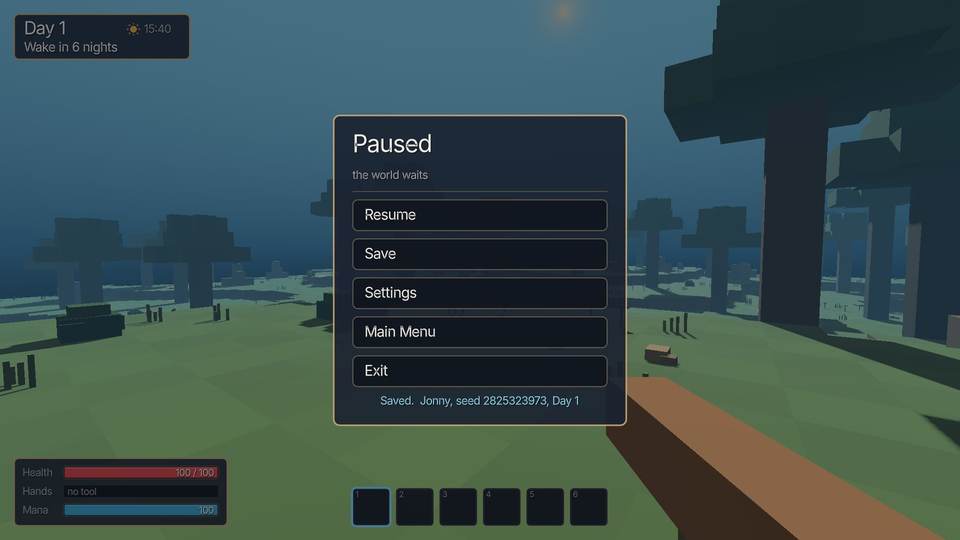 Day 1
15:40
Wake in 6 nights
Paused
the world waits
Resume
Save
Settings
Main Menu
Exit
Saved. Jonny, seed 2825323973, Day 1
Health
100 / 100
Hands
no tool
Mana
100
1
2
3
4
5
6